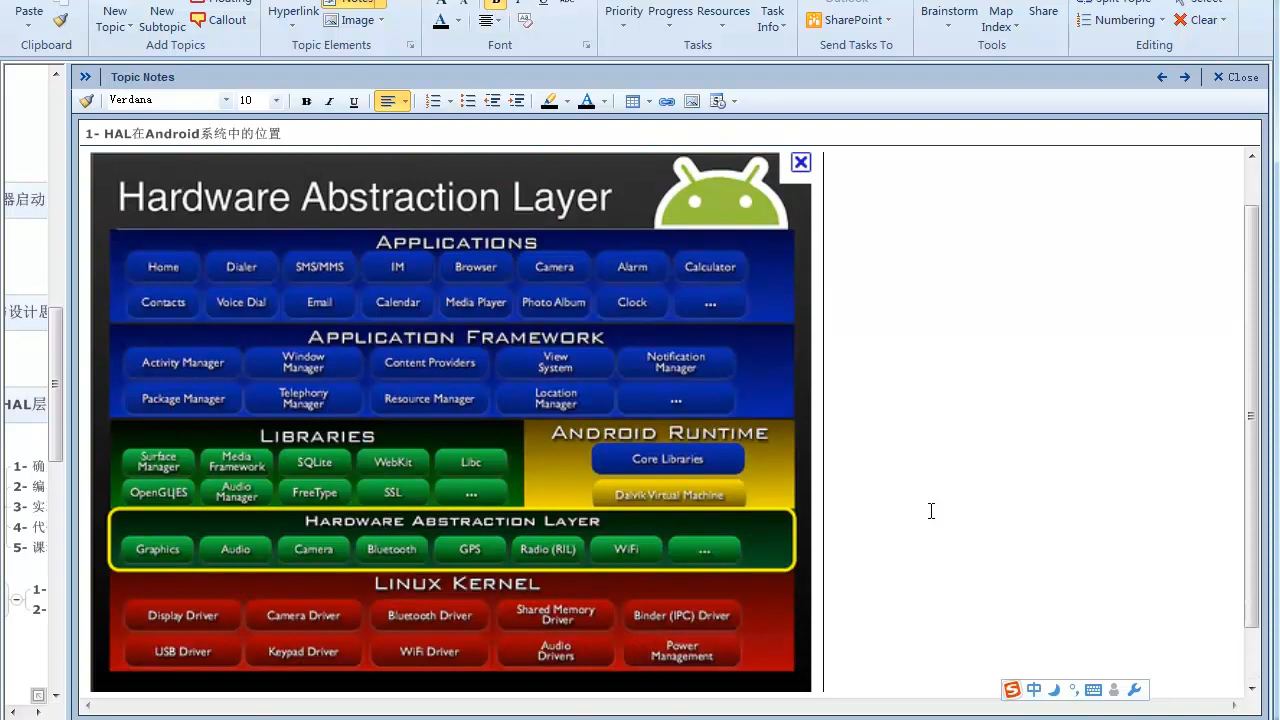 Paste
New Topic
New Subtopic
Floating
Callout
Hyperlink
Notes
Image
B
Priority
Progress
Resources
Task Info
SharePoint
Brainstorm
Map Index
Share
Numbering
Select
Clear
Clipboard
Add Topics
Topic Elements
Font
Tasks
Send Tasks To
Tools
Editing
Topic Notes
Close
Verdana
10
B
I
U
A
1- HAL在Android系统中的位置
Hardware Abstraction Layer
APPLICATIONS
Home Dialer SMS/MMS IM Browser Camera Alarm Calculator
Contacts Voice Dial Email Calendar Media Player Photo Album Clock ...
APPLICATION FRAMEWORK
Activity Manager Window Manager Content Providers View System Notification Manager
Package Manager Telephony Manager Resource Manager Location Manager ...
LIBRARIES
Surface Manager Media Framework SQLite WebKit Libc
OpenGL|ES Audio Manager FreeType SSL ...
ANDROID RUNTIME
Core Libraries
Dalvik Virtual Machine
HARDWARE ABSTRACTION LAYER
Graphics Audio Camera Bluetooth GPS Radio (RIL) WiFi ...
LINUX KERNEL
Display Driver Camera Driver Bluetooth Driver Shared Memory Driver Binder (IPC) Driver
USB Driver Keypad Driver WiFi Driver Audio Drivers Power Management
器启动
设计思
HAL层
1- 确
2- 编
3- 实
4- 代
5- 课
1-
2-
中